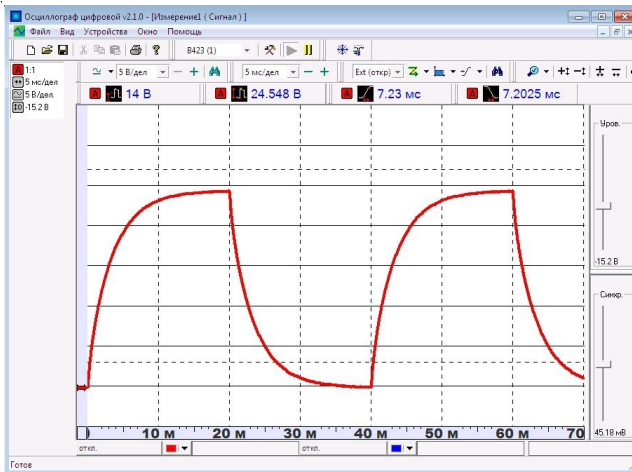 Осциллограф цифровой v2.1.0 - [Измерение1 ( Сигнал ) ]
Файл Вид Устройства Окно Помощь
B423 (1)
A 1:1
5 мс/дел
5 В/дел.
-15.2 В
5 В/дел
5 мс/дел
Ext (откр)
A 14 В
A 24.548 В
A 7.23 мс
A 7.2025 мс
Уров.
-15.2 В
Синхр.
45.18 мВ
0 10 м 20 м 30 м 40 м 50 м 60 м 70
откл.
откл.
Готов